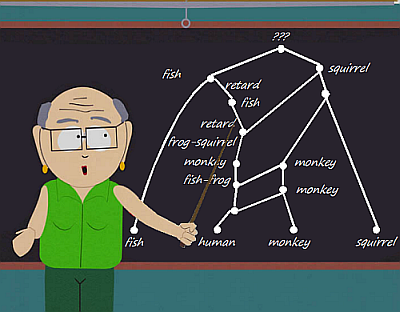 ???
squirrel
fish
retard
fish
retard
frog-squirrel
monkey
monkey
fish-frog
monkey
fish
human
monkey
squirrel